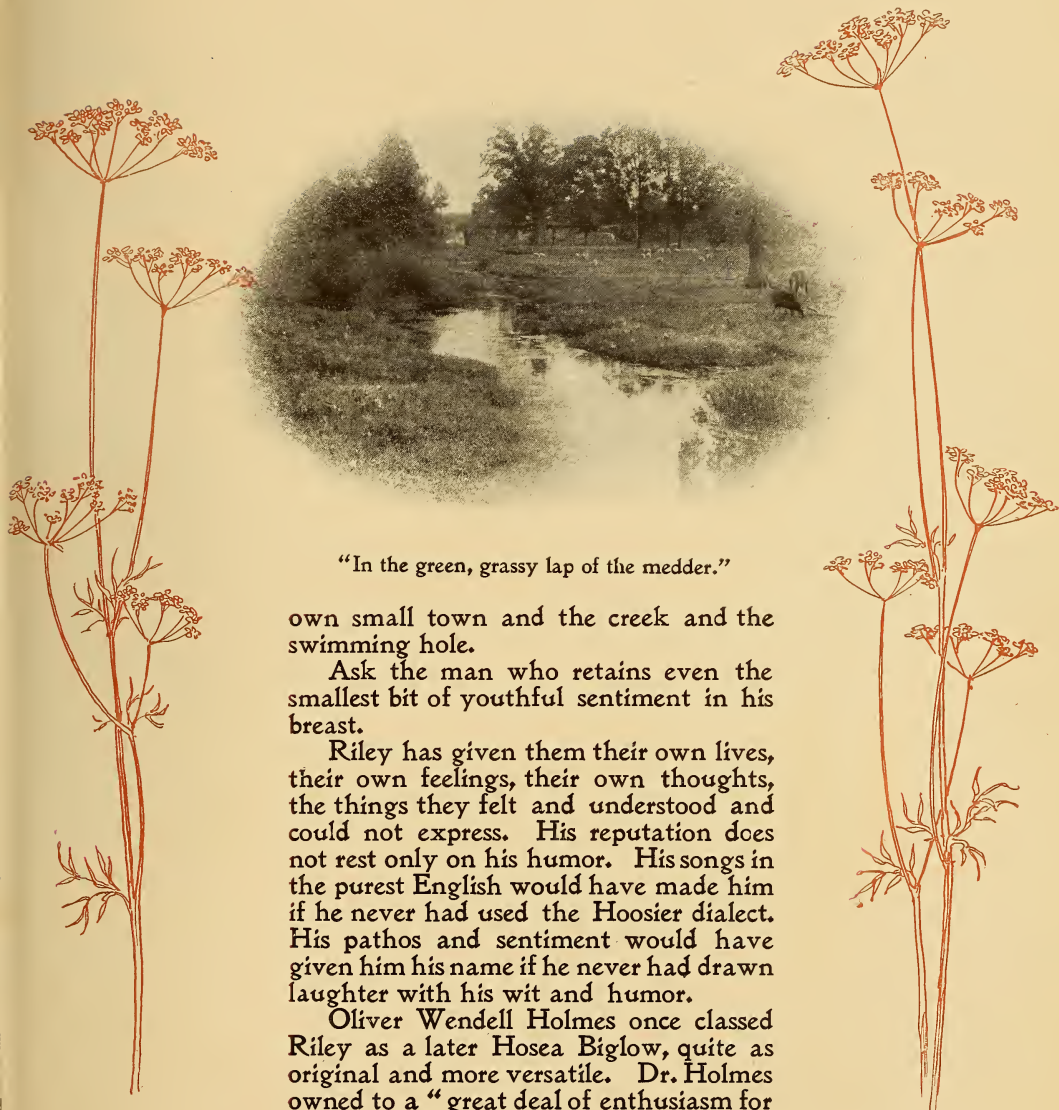 “In the green, grassy lap of the medder.”
own small town and the creek and the
swimming hole.
Ask the man who retains even the
smallest bit of youthful sentiment in his
breast.
Riley has given them their own lives,
their own feelings, their own thoughts,
the things they felt and understood and
could not express. His reputation does
not rest only on his humor. His songs in
the purest English would have made him
if he never had used the Hoosier dialect.
His pathos and sentiment would have
given him his name if he never had drawn
laughter with his wit and humor.
Oliver Wendell Holmes once classed
Riley as a later Hosea Biglow, quite as
original and more versatile. Dr. Holmes
owned to a “ great deal of enthusiasm for